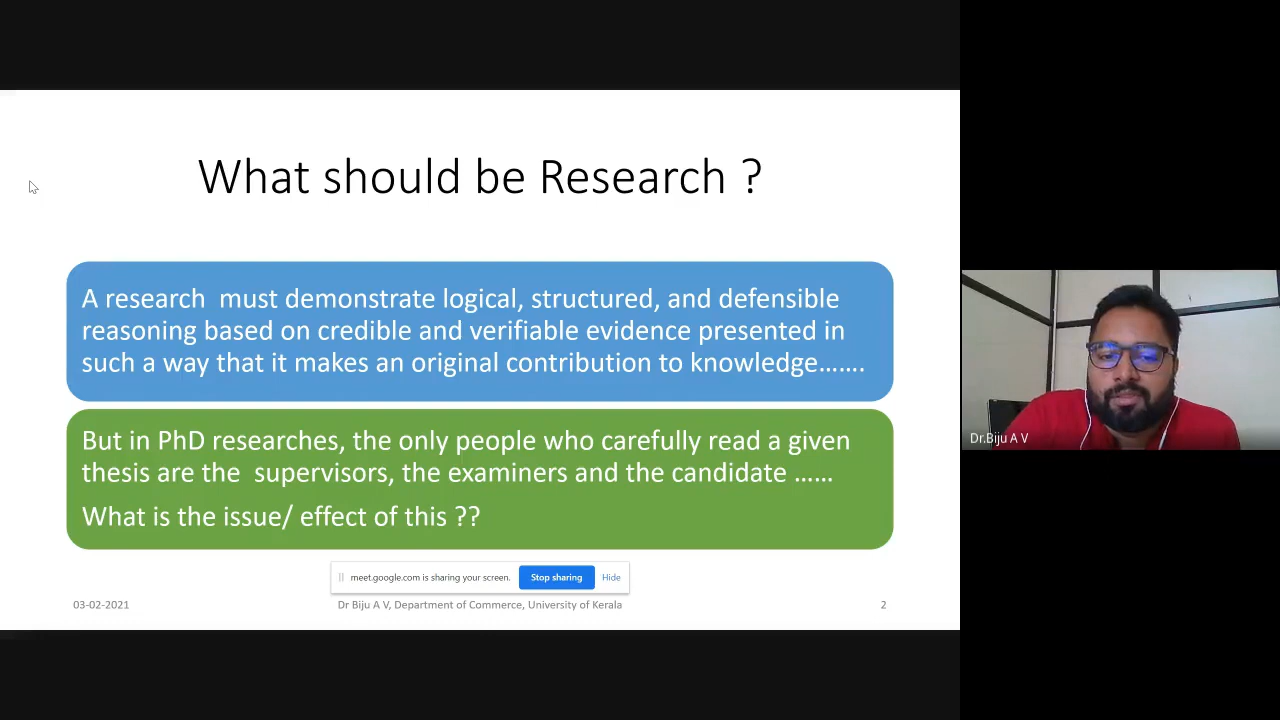 What should be Research ?
A research must demonstrate logical, structured, and defensible
reasoning based on credible and verifiable evidence presented in
such a way that it makes an original contribution to knowledge.......
But in PhD researches, the only people who carefully read a given
thesis are the supervisors, the examiners and the candidate ......
What is the issue/ effect of this ??
meet.google.com is sharing your screen. Stop sharing Hide
03-02-2021 Dr Biju A V, Department of Commerce, University of Kerala 2
Dr.Biju A V